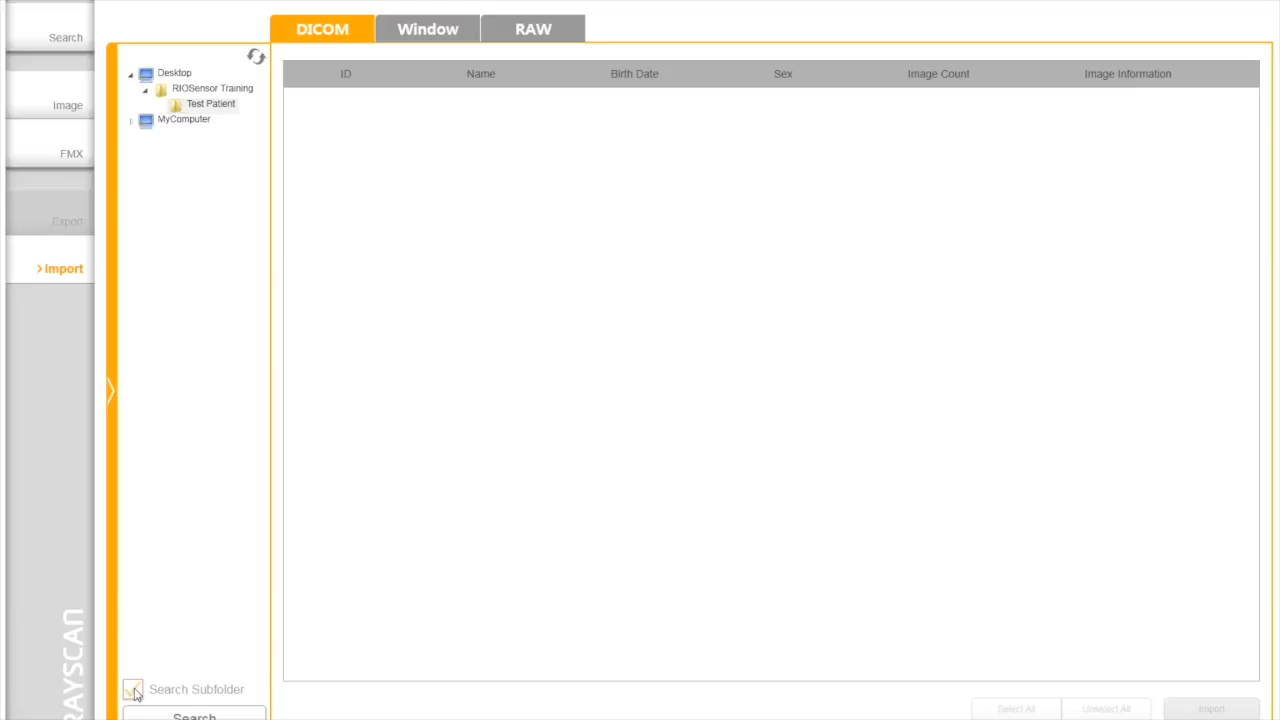 Search
Image
FMX
Export
> Import
RAYSCAN
DICOM Window RAW
Desktop
RIOSensor Training
Test Patient
MyComputer
Search Subfolder
Search
ID Name Birth Date Sex Image Count Image Information
Select All Unselect All Import